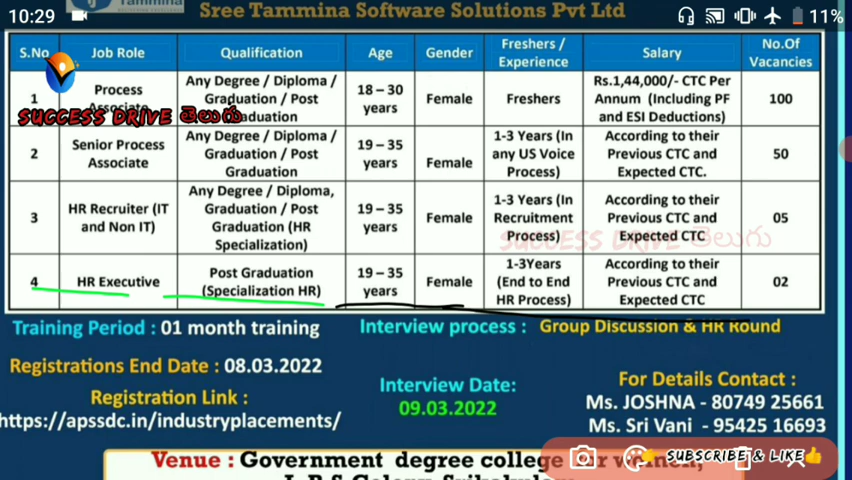 10:29
11%
Tammina
Sree Tammina Software Solutions Pvt Ltd
S.No Job Role Qualification Age Gender Freshers / Experience Salary No.Of Vacancies
1 Process Associate Any Degree / Diploma / Graduation / Post Graduation 18 – 30 years Female Freshers Rs.1,44,000/- CTC Per Annum (Including PF and ESI Deductions) 100
SUCCESS DRIVE తెలుగు
2 Senior Process Associate Any Degree / Diploma / Graduation / Post Graduation 19 – 35 years Female 1-3 Years (In any US Voice Process) According to their Previous CTC and Expected CTC. 50
3 HR Recruiter (IT and Non IT) Any Degree / Diploma, Graduation / Post Graduation (HR Specialization) 19 – 35 years Female 1-3 Years (In Recruitment Process) According to their Previous CTC and Expected CTC 05
SUCCESS DRIVE తెలుగు
4 HR Executive Post Graduation (Specialization HR) 19 – 35 years Female 1-3Years (End to End HR Process) According to their Previous CTC and Expected CTC 02
Training Period : 01 month training
Interview process : Group Discussion & HR Round
Registrations End Date : 08.03.2022
Registration Link :
https://apssdc.in/industryplacements/
Interview Date:
09.03.2022
For Details Contact :
Ms. JOSHNA - 80749 25661
Ms. Sri Vani - 95425 16693
SUBSCRIBE & LIKE
Venue : Government degree college for women,